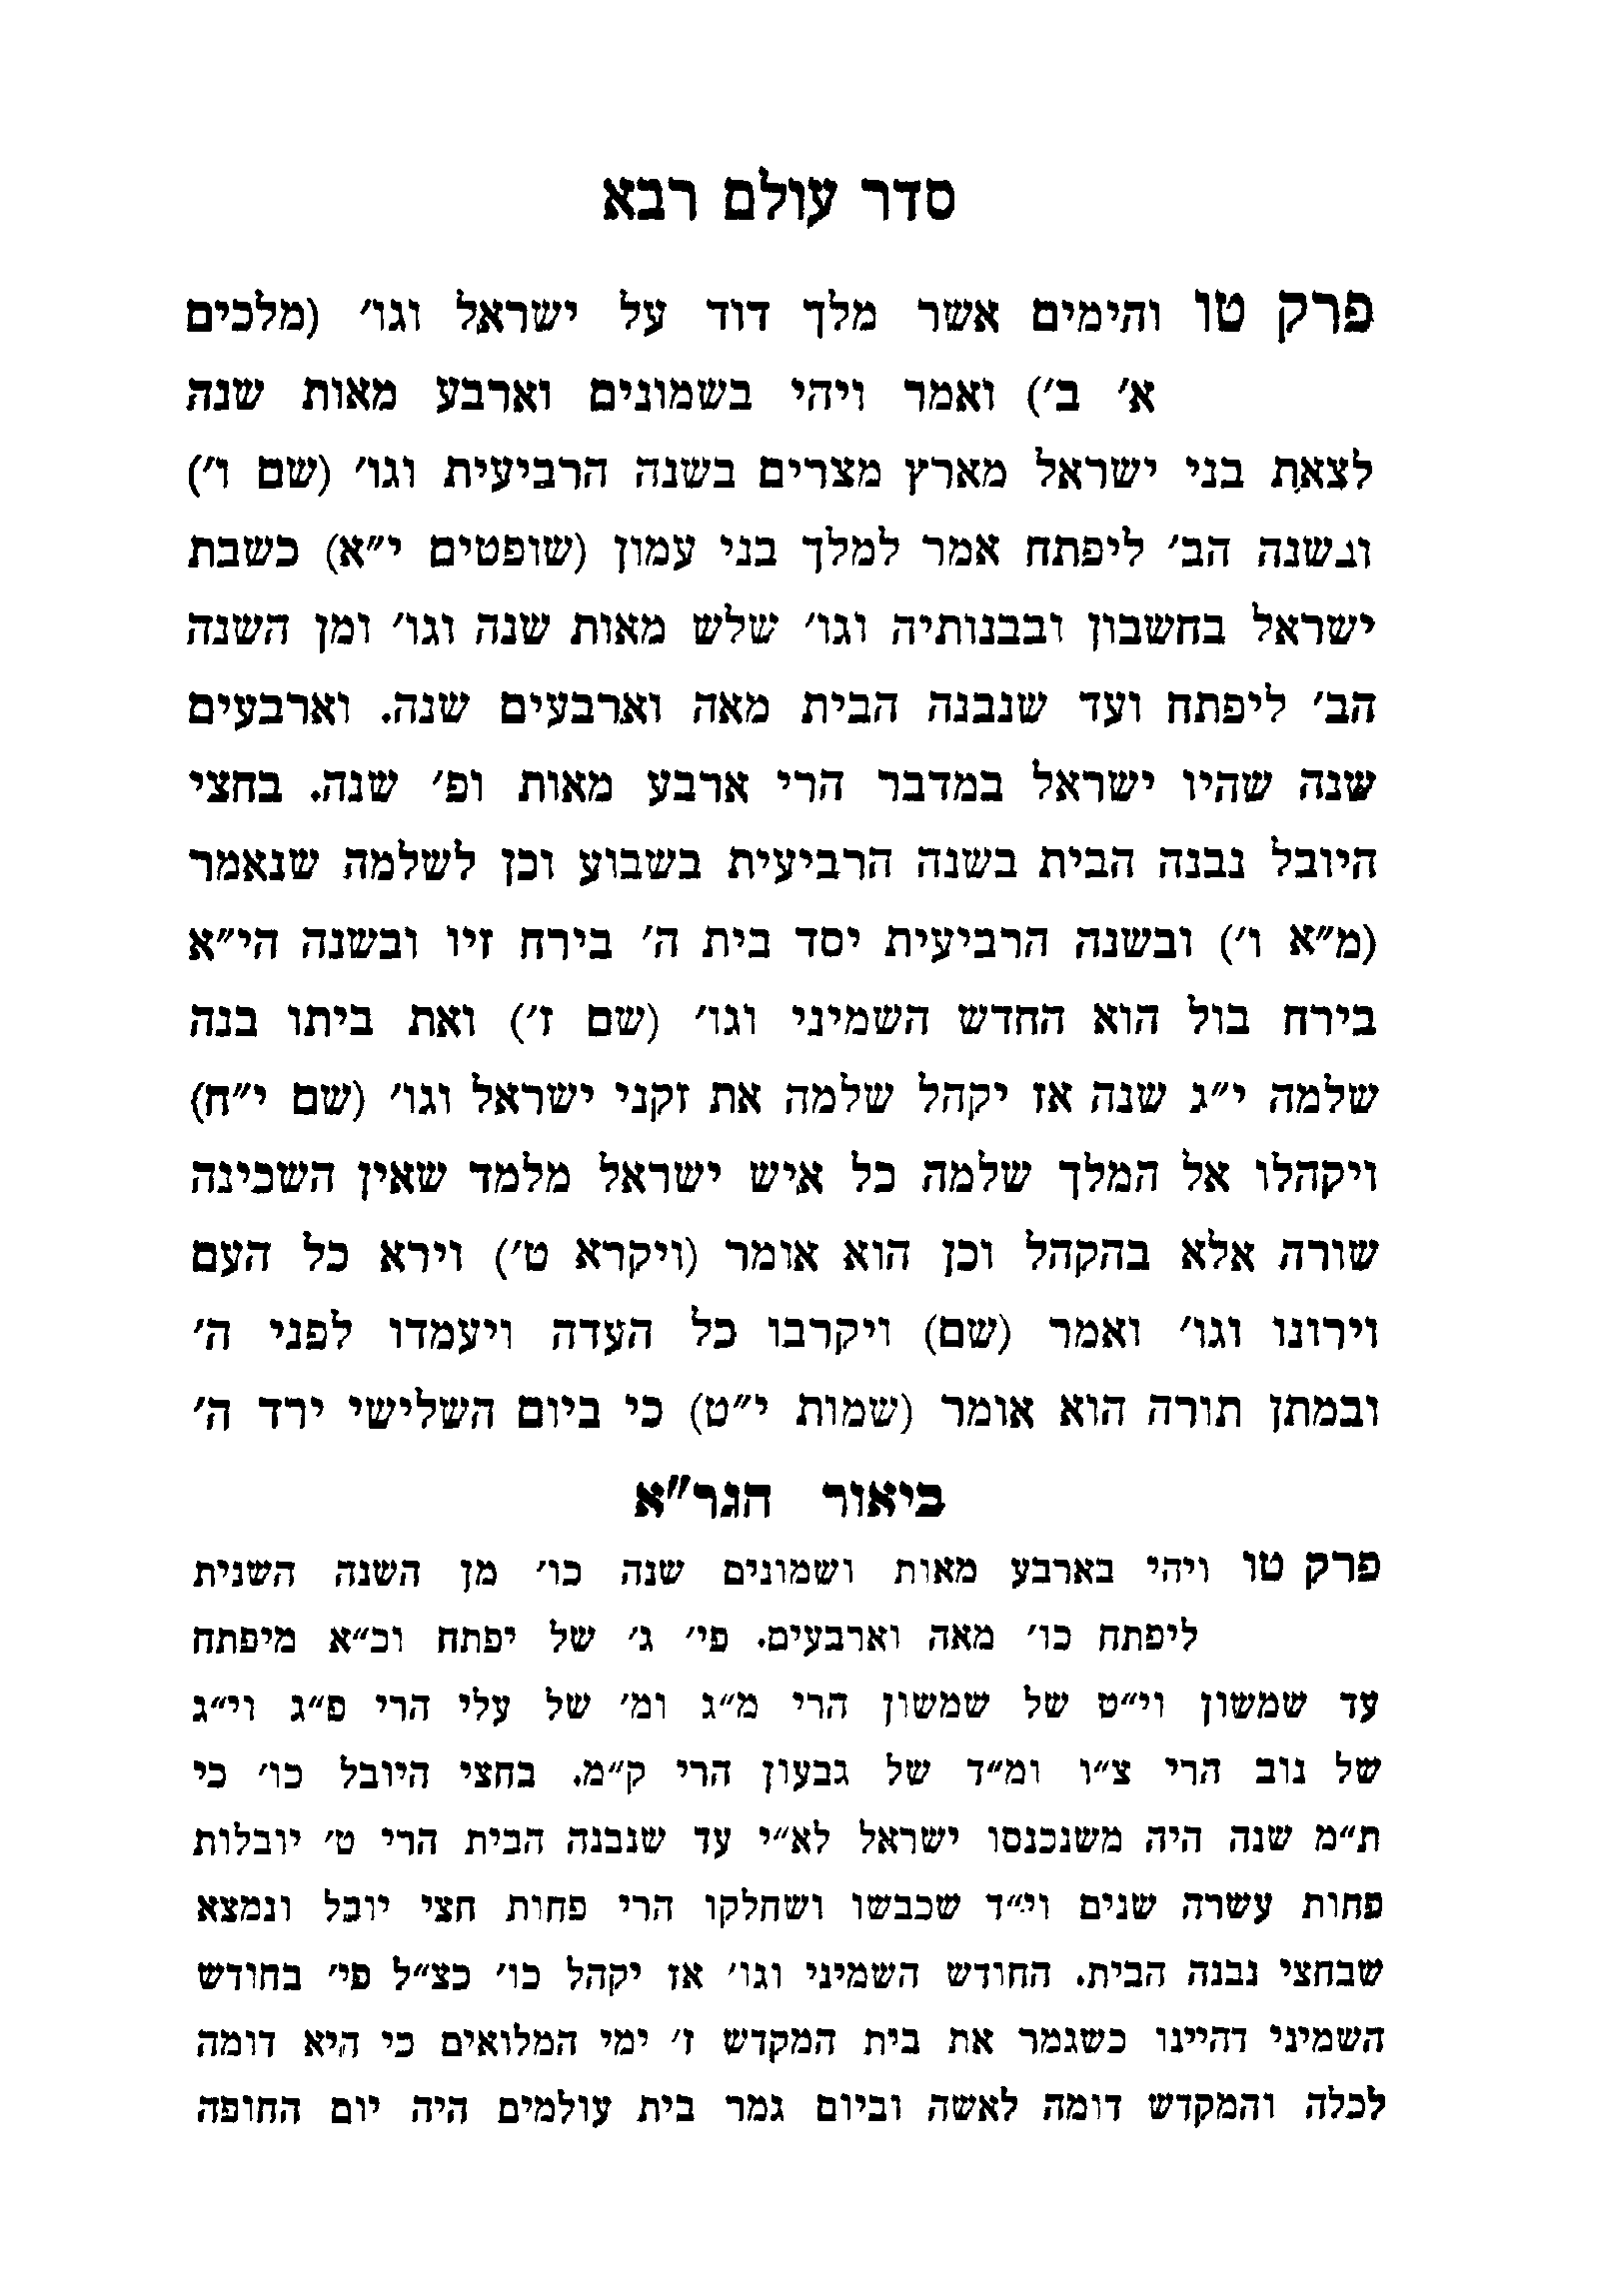 סדר עולם רבא
פרק טו והימים אשר מלך דוד על ישראל וגו׳ (מלכים
א׳ ב׳) ואמר ויהי בשמונים וארבע מאות שנה
לצאת בני ישראל מארץ מצרים בשנה הרביעית וגו׳ (שם ו׳)
ובשנה הב׳ ליפתח אמר למלך בני עמון (שופטים י״א) כשבת
ישראל בחשבון ובבנותיה וגו׳ שלש מאות שנה וגו׳ ומן השנה
הב׳ ליפתח ועד שנבנה הבית מאה וארבעים שנה. וארבעים
שנה שהיו ישראל במדבר הרי ארבע מאות ופ׳ שנה. בחצי
היובל נבנה הבית בשנה הרביעית בשבוע וכן לשלמה שנאמר
(מ״א ו׳) ובשנה הרביעית יסד בית ה׳ בירח זיו ובשנה הי״א
בירח בול הוא החדש השמיני וגו׳ (שם ז׳) ואת ביתו בנה
שלמה י״ג שנה אז יקהל שלמה את זקני ישראל וגו׳ (שם י״ח)
ויקהלו אל המלך שלמה כל איש ישראל מלמד שאין השכינה
שורה אלא בהקהל וכן הוא אומר (ויקרא ט׳) וירא כל העם
וירונו וגו׳ ואמר (שם) ויקרבו כל העדה ויעמדו לפני ה׳
ובמתן תורה הוא אומר (שמות י״ט) כי ביום השלישי ירד ה׳
ביאור הגר״א
פרק טו ויהי בארבע מאות ושמונים שנה כו׳ מן השנה השנית
ליפתח כו׳ מאה וארבעים. פי׳ ג׳ של יפתח וכ״א מיפתח
עד שמשון וי״ט של שמשון הרי מ״ג ומ׳ של עלי הרי פ״ג וי״ג
של נוב הרי צ״ו ומ״ד של גבעון הרי ק״מ. בחצי היובל כו׳ כי
ת״מ שנה היה משנכנסו ישראל לא״י עד שנבנה הבית הרי ט׳ יובלות
פחות עשרה שנים וי״ד שכבשו ושחלקו הרי פחות חצי יובל ונמצא
שבחצי נבנה הבית. החודש השמיני וגו׳ אז יקהל כו׳ כצ״ל פי׳ בחודש
השמיני דהיינו כשגמר את בית המקדש ז׳ ימי המלואים כי היא דומה
לכלה והמקדש דומה לאשה וביום גמר בית עולמים היה יום החופה